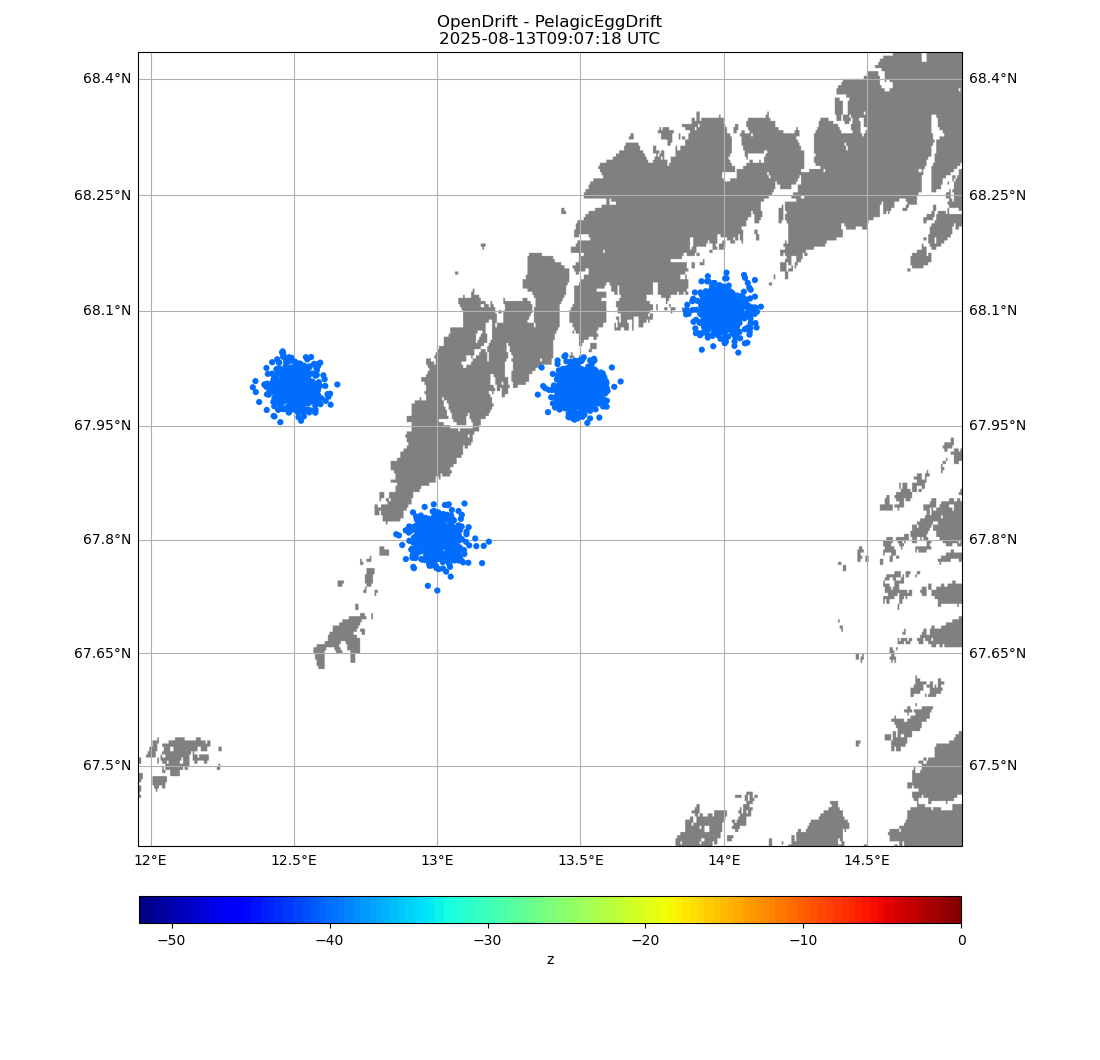 OpenDrift - PelagicEggDrift
2025-08-13T09:07:18 UTC
68.4°N 68.4°N
68.25°N 68.25°N
68.1°N 68.1°N
67.95°N 67.95°N
67.8°N 67.8°N
67.65°N 67.65°N
67.5°N 67.5°N
12°E 12.5°E 13°E 13.5°E 14°E 14.5°E
−50 −40 −30 −20 −10 0
z